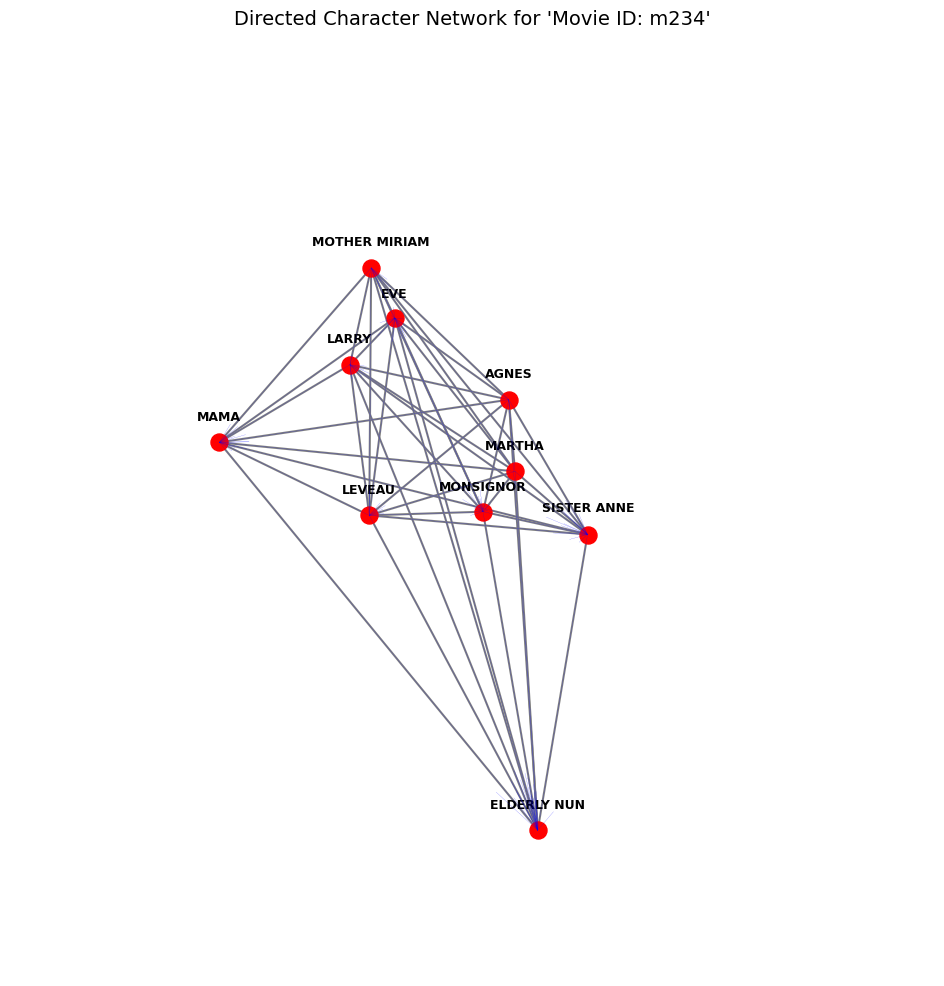 Directed Character Network for 'Movie ID: m234'
MOTHER MIRIAM
EVE
LARRY
AGNES
MAMA
MARTHA
MONSIGNOR
LEVEAU
SISTER ANNE
ELDERLY NUN